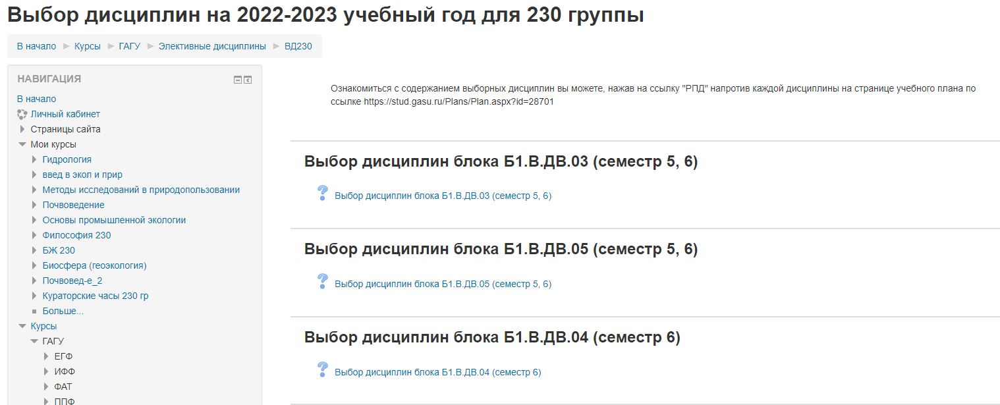 Выбор дисциплин на 2022-2023 учебный год для 230 группы
В начало ► Курсы ► ГАГУ ► Элективные дисциплины ► ВД230
НАВИГАЦИЯ
В начало
Личный кабинет
Страницы сайта
Мои курсы
Гидрология
введ в экол и прир
Методы исследований в природопользовании
Почвоведение
Основы промышленной экологии
Философия 230
БЖ 230
Биосфера (геоэкология)
Почвовед-е_2
Кураторские часы 230 гр
Больше...
Курсы
ГАГУ
ЕГФ
ИФФ
ФАТ
ППФ
Ознакомиться с содержанием выборных дисциплин вы можете, нажав на ссылку "РПД" напротив каждой дисциплины на странице учебного плана по
ссылке https://stud.gasu.ru/Plans/Plan.aspx?id=28701
Выбор дисциплин блока Б1.В.ДВ.03 (семестр 5, 6)
Выбор дисциплин блока Б1.В.ДВ.03 (семестр 5, 6)
Выбор дисциплин блока Б1.В.ДВ.05 (семестр 5, 6)
Выбор дисциплин блока Б1.В.ДВ.05 (семестр 5, 6)
Выбор дисциплин блока Б1.В.ДВ.04 (семестр 6)
Выбор дисциплин блока Б1.В.ДВ.04 (семестр 6)